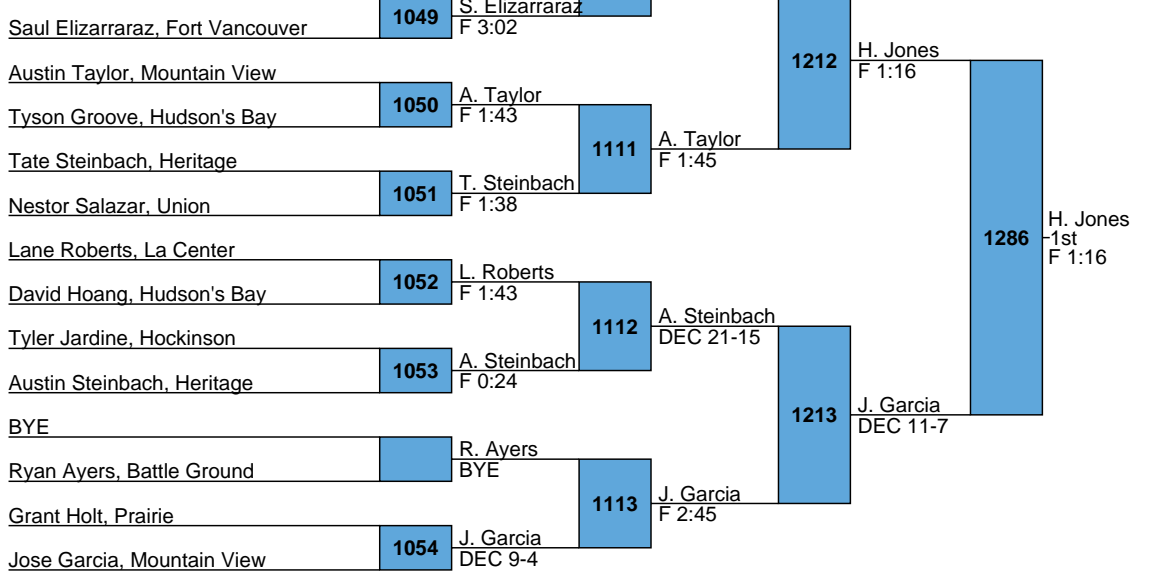 S. Elizarraraz
1049
Saul Elizarraraz, Fort Vancouver
F 3:02
H. Jones
1212
F 1:16
Austin Taylor, Mountain View
A. Taylor
1050
F 1:43
Tyson Groove, Hudson's Bay
A. Taylor
1111
F 1:45
Tate Steinbach, Heritage
T. Steinbach
1051
F 1:38
Nestor Salazar, Union
H. Jones
1286
1st
F 1:16
Lane Roberts, La Center
L. Roberts
1052
F 1:43
David Hoang, Hudson's Bay
A. Steinbach
1112
DEC 21-15
Tyler Jardine, Hockinson
A. Steinbach
1053
F 0:24
Austin Steinbach, Heritage
J. Garcia
1213
DEC 11-7
BYE
R. Ayers
BYE
Ryan Ayers, Battle Ground
J. Garcia
1113
F 2:45
Grant Holt, Prairie
J. Garcia
1054
DEC 9-4
Jose Garcia, Mountain View